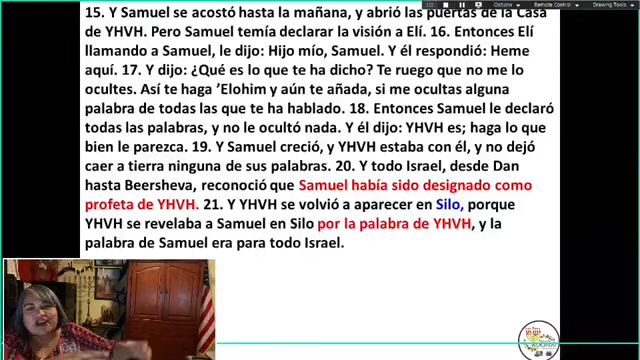 Options
Remote Control
Drawing Tools
15. Y Samuel se acostó hasta la mañana, y abrió las puertas de la Casa
de YHVH. Pero Samuel temía declarar la visión a Elí. 16. Entonces Elí
llamando a Samuel, le dijo: Hijo mío, Samuel. Y él respondió: Heme
aquí. 17. Y dijo: ¿Qué es lo que te ha dicho? Te ruego que no me lo
ocultes. Así te haga ’Elohim y aún te añada, si me ocultas alguna
palabra de todas las que te ha hablado. 18. Entonces Samuel le declaró
todas las palabras, y no le ocultó nada. Y él dijo: YHVH es; haga lo que
bien le parezca. 19. Y Samuel creció, y YHVH estaba con él, y no dejó
caer a tierra ninguna de sus palabras. 20. Y todo Israel, desde Dan
hasta Beersheva, reconoció que Samuel había sido designado como
profeta de YHVH. 21. Y YHVH se volvió a aparecer en Silo, porque
YHVH se revelaba a Samuel en Silo por la palabra de YHVH, y la
palabra de Samuel era para todo Israel.